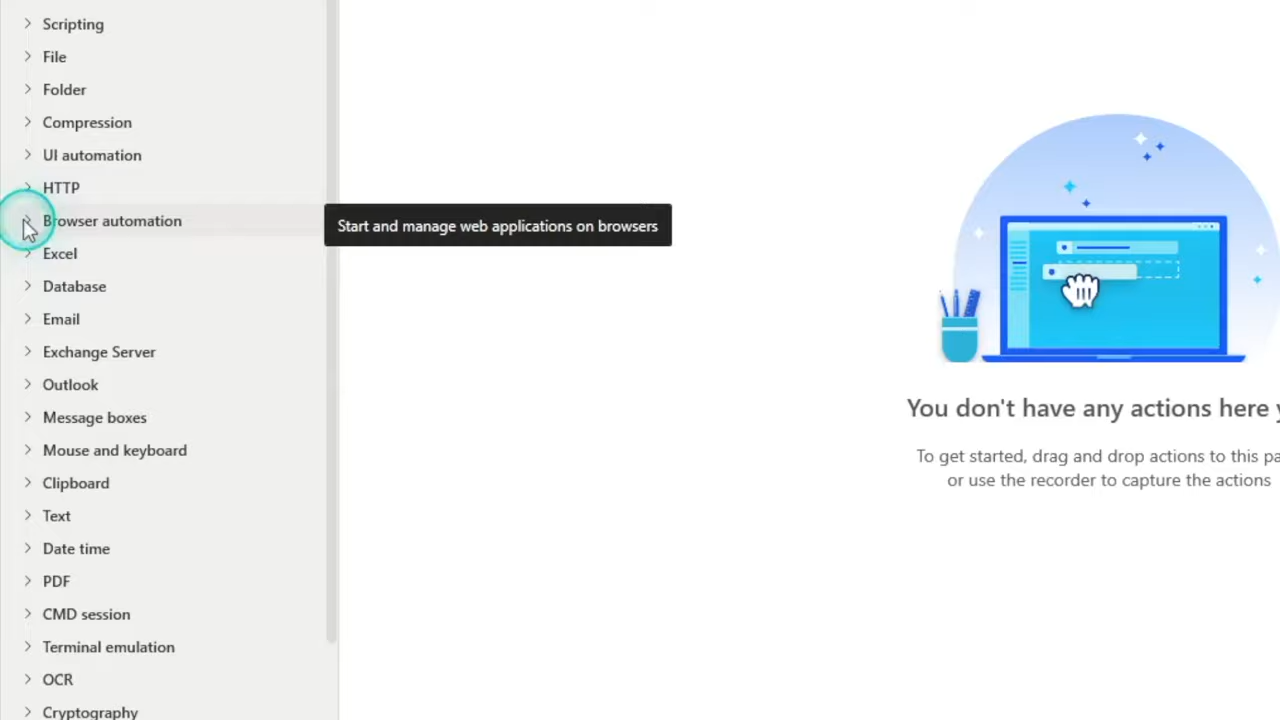 Scripting
File
Folder
Compression
UI automation
HTTP
Browser automation
Start and manage web applications on browsers
Excel
Database
Email
Exchange Server
Outlook
Message boxes
Mouse and keyboard
Clipboard
Text
Date time
PDF
CMD session
Terminal emulation
OCR
Cryptography
You don't have any actions here
To get started, drag and drop actions to this
or use the recorder to capture the actions